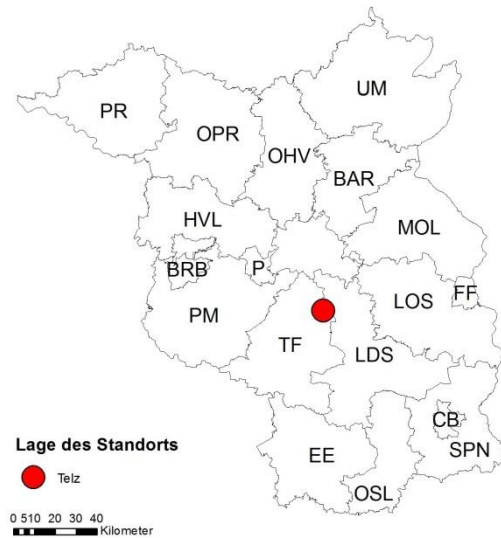 UM
PR
OPR
OHV
BAR
HVL
MOL
BRB
P
FF
PM
LOS
TF
LDS
CB
EE
SPN
OSL
Lage des Standorts
Telz
0 5 10 20 30 40
Kilometer